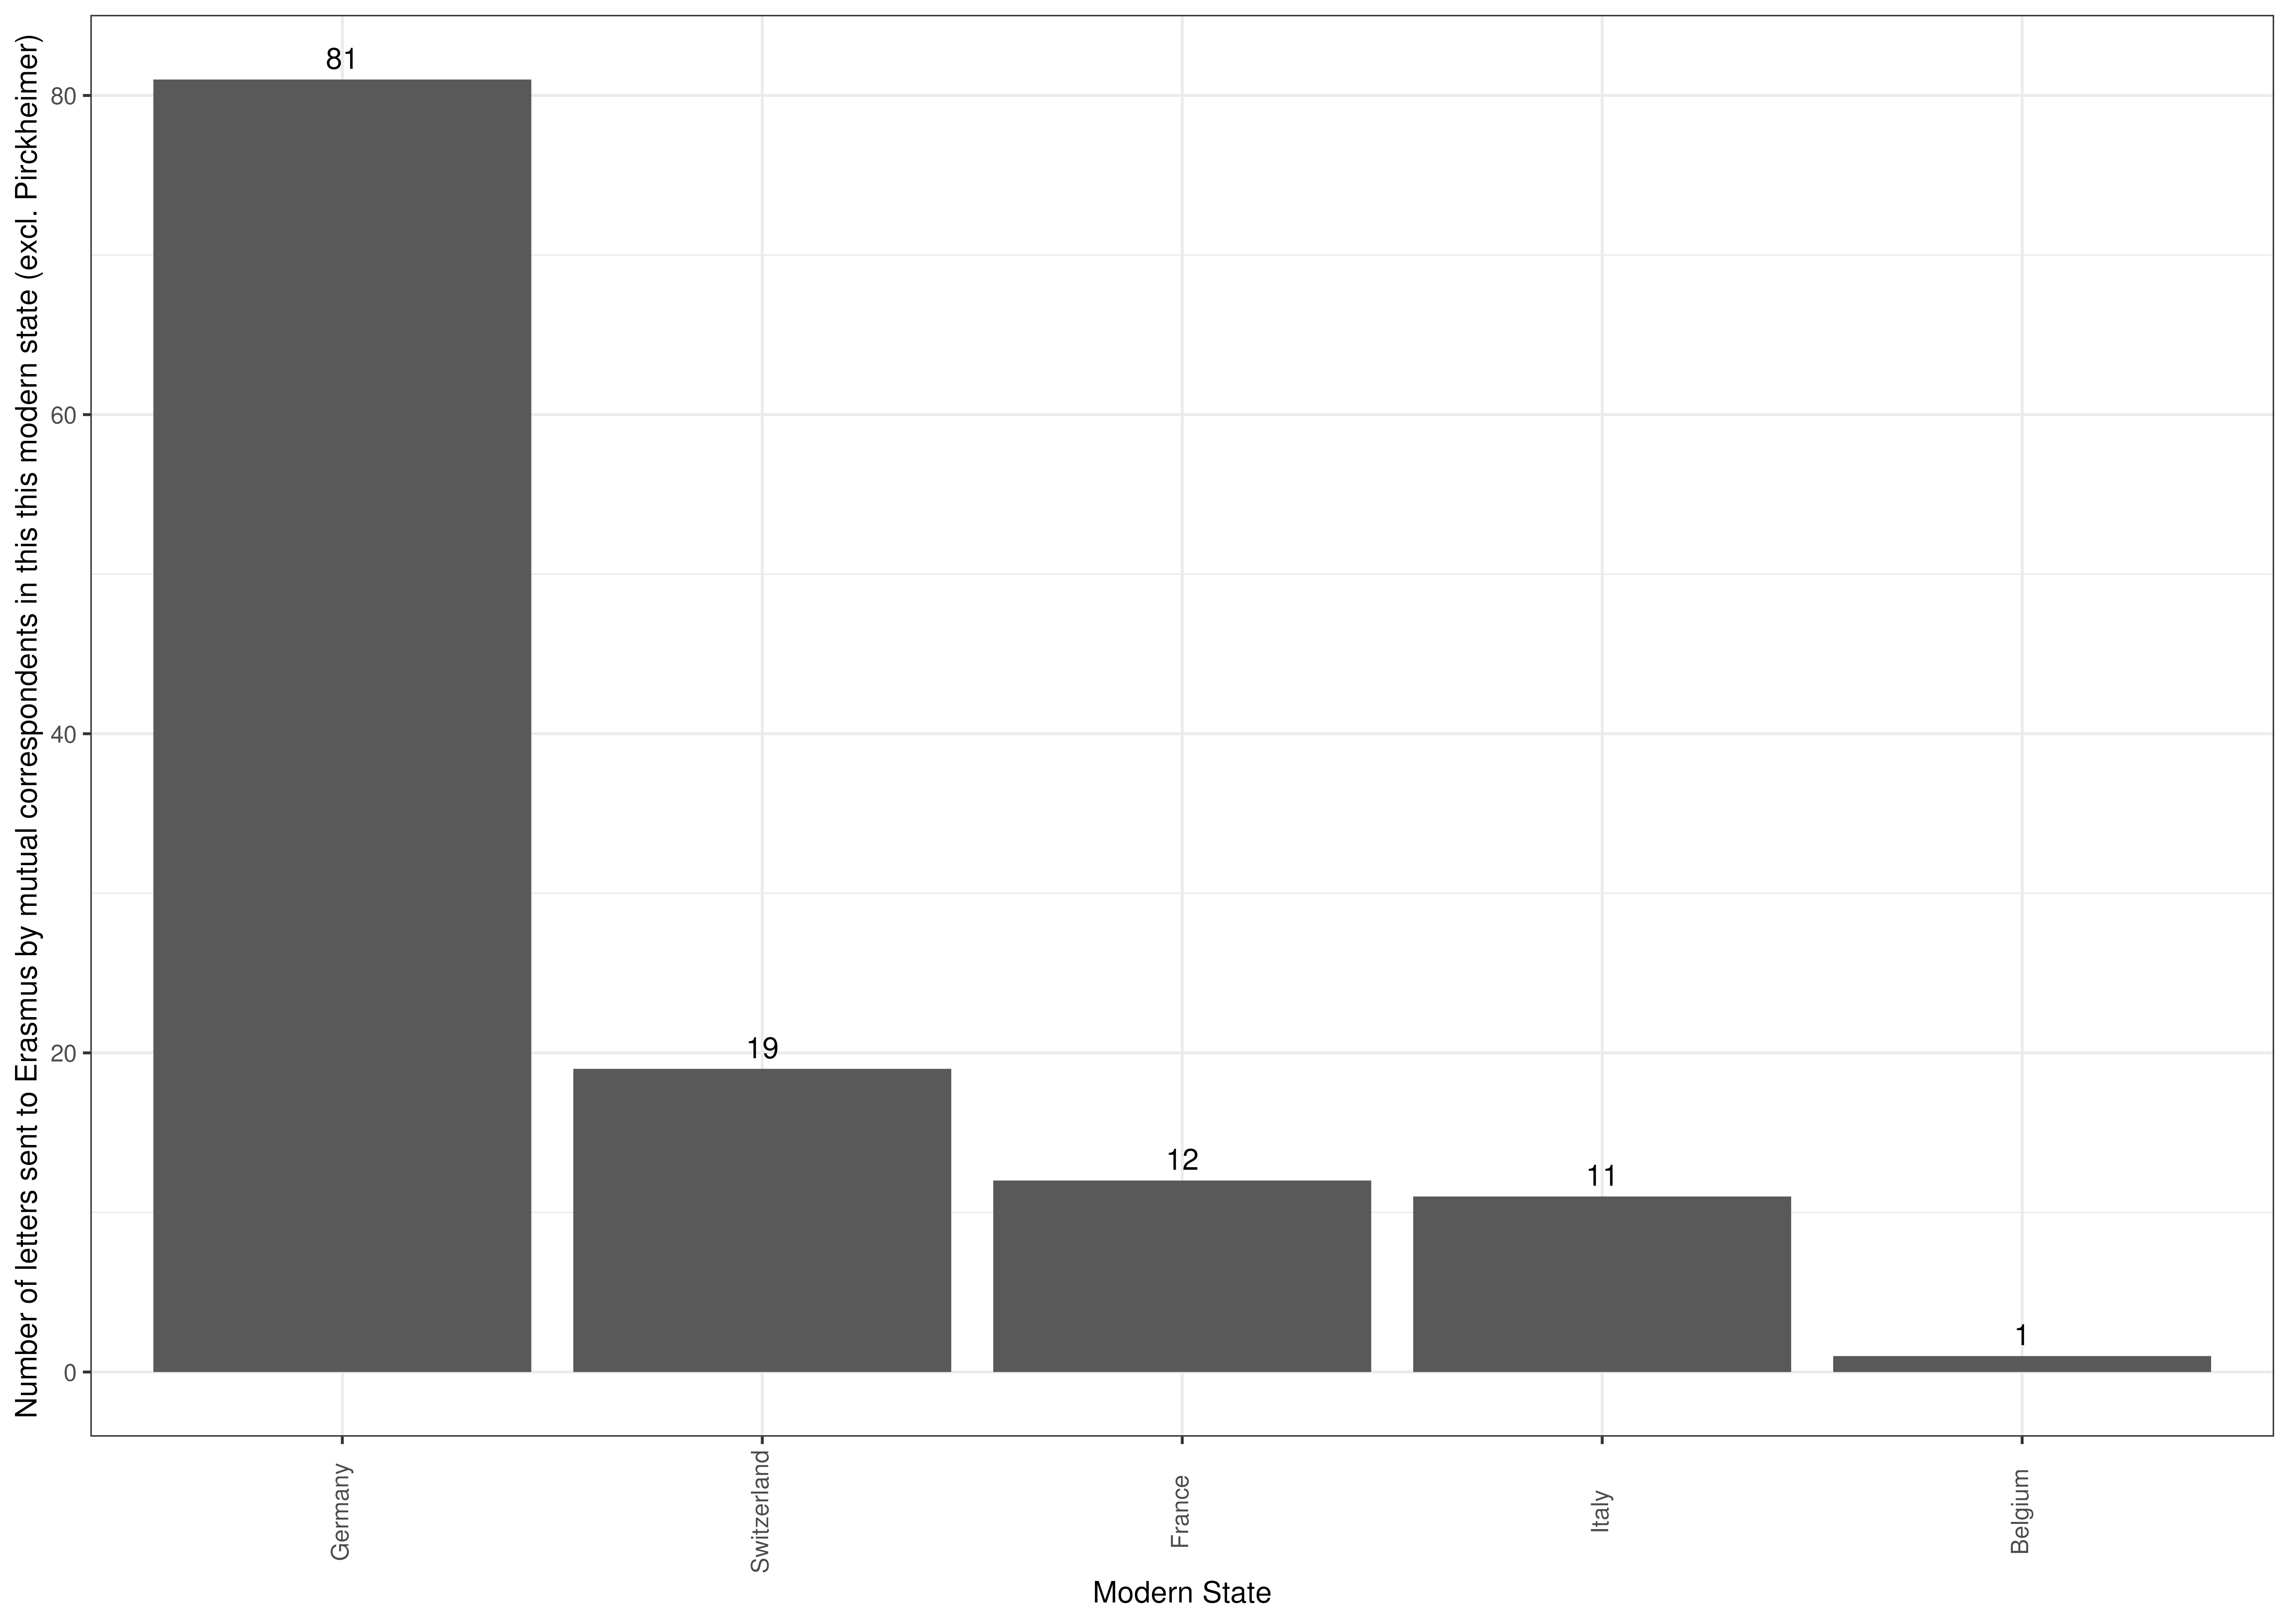 Number of letters sent to Erasmus by mutual correspondents in this this modern state (excl. Pirckheimer)
80
60
40
20
0
81
19
12
11
1
Germany
Switzerland
France
Italy
Belgium
Modern State